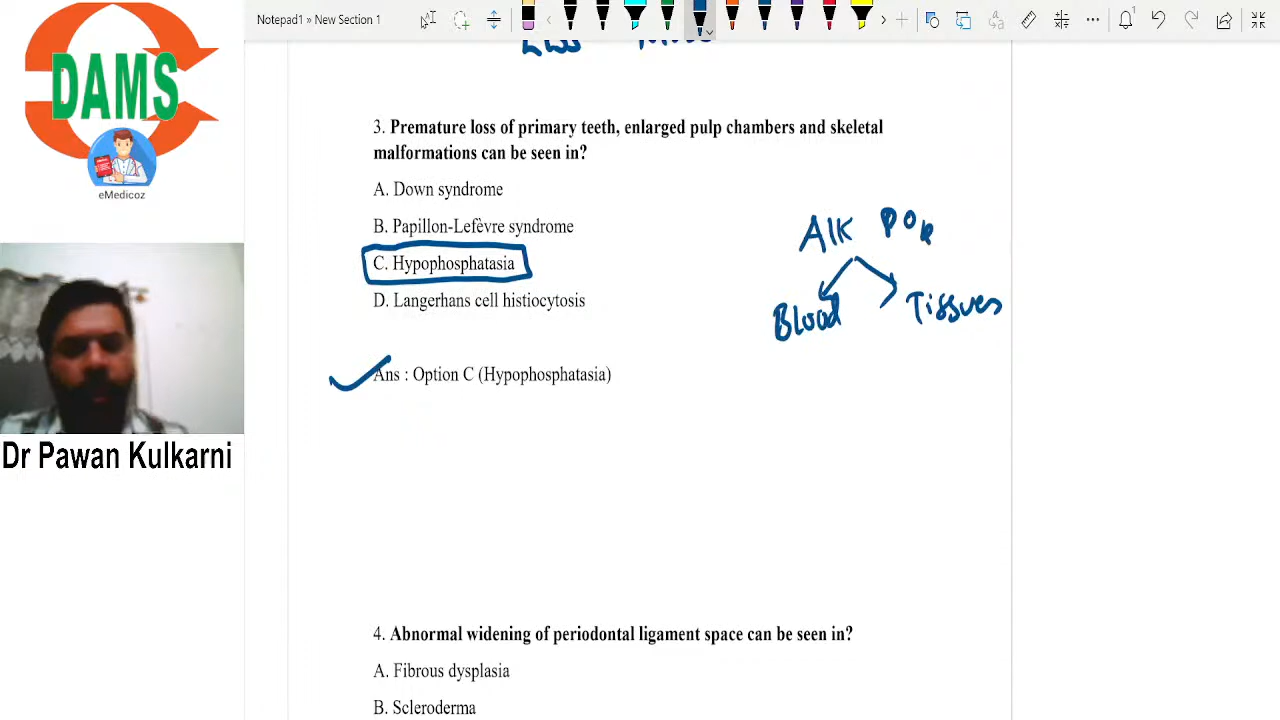 Notepad1 » New Section 1
DAMS
eMedicoz
Dr Pawan Kulkarni
3. Premature loss of primary teeth, enlarged pulp chambers and skeletal
malformations can be seen in?
A. Down syndrome
B. Papillon-Lefèvre syndrome
C. Hypophosphatasia
D. Langerhans cell histiocytosis
Alk
Blood Tissues
Ans : Option C (Hypophosphatasia)
4. Abnormal widening of periodontal ligament space can be seen in?
A. Fibrous dysplasia
B. Scleroderma